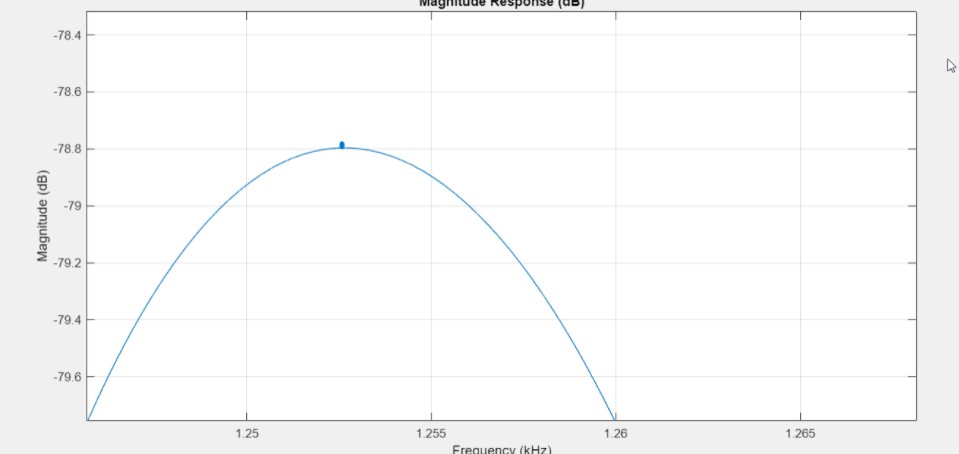 Magnitude Response (dB)
-78.4
-78.6
-78.8
-79
-79.2
-79.4
-79.6
Magnitude (dB)
1.25 1.255 1.26 1.265
Frequency (kHz)